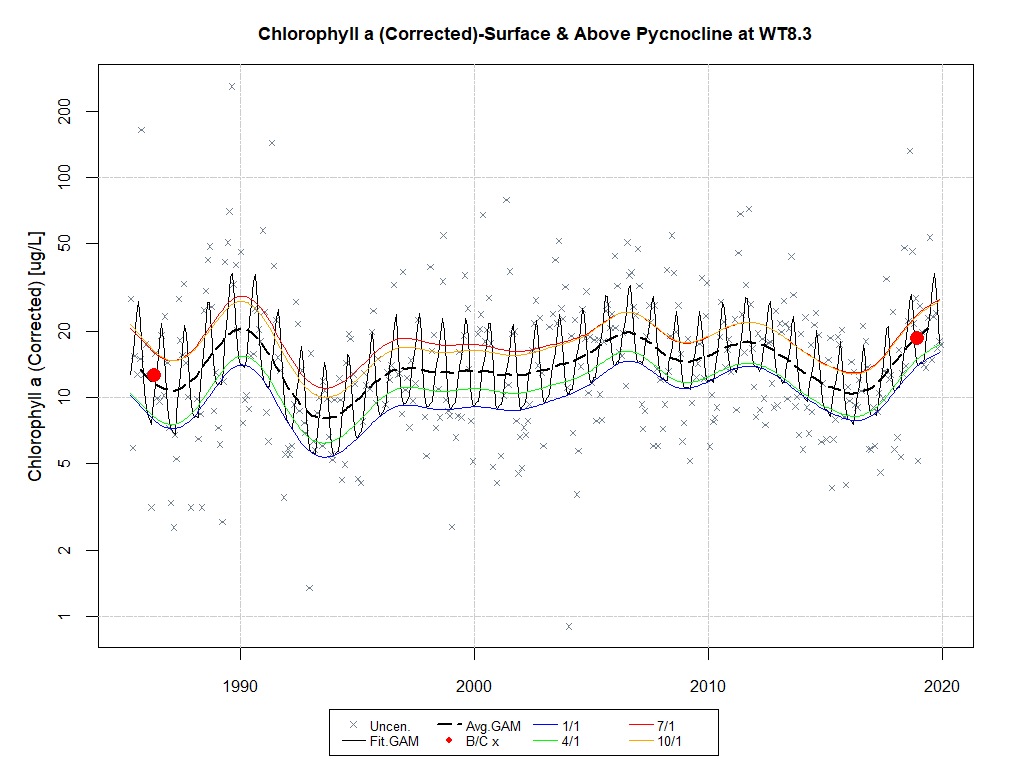 Chlorophyll a (Corrected)-Surface & Above Pycnocline at WT8.3
Chlorophyll a (Corrected) [ug/L]
200
100
50
20
10
5
2
1
1990 2000 2010 2020
Uncen. Avg.GAM 1/1 7/1
Fit.GAM B/C x 4/1 10/1